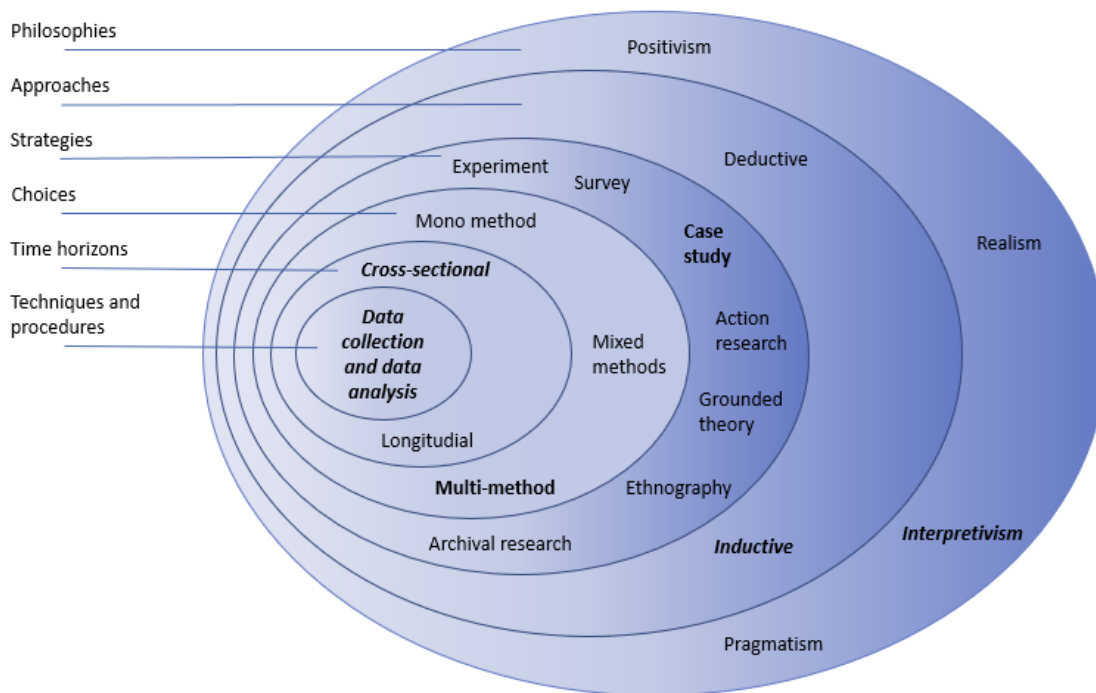 Philosophies
Approaches
Strategies
Choices
Time horizons
Techniques and
procedures
Positivism
Deductive
Experiment
Survey
Mono method
Case
study
Realism
Cross-sectional
Data
collection
and data
analysis
Action
research
Mixed
methods
Grounded
theory
Longitudial
Multi-method
Ethnography
Archival research
Inductive
Interpretivism
Pragmatism